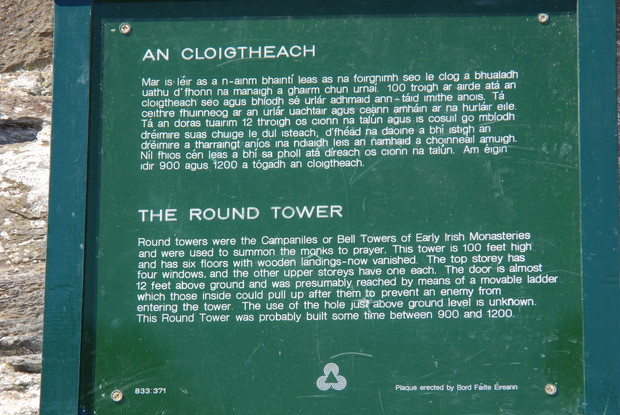 AN CLOIGTHEACH
Mar is léir as a n-ainm bhaintí leas as na foirgnimh seo le clog a bhualadh
uathu d'fhonn na manaigh a ghairm chun urnaí. 100 troigh ar airde atá an
cloigtheach seo agus bhíodh sé urlár adhmaid ann-táid imithe anois. Tá
ceithre fhuinneog ar an urlár uachtair agus ceann amháin ar na hurláir eile.
Tá an doras tuairim 12 throigh os cionn na talún agus is cosuil go mbíodh
dréimire suas chuige le dul isteach; d'fhéad na daoine a bhí istigh an
dréimire a tharraingt aníos ina ndiaidh leis an namhaid a choinneáil amuigh.
Níl fhios cén leas a bhí sa pholl atá díreach os cionn na talún. Am éigin
idir 900 agus 1200 a tógadh an cloigtheach.
THE ROUND TOWER
Round towers were the Campaniles or Bell Towers of Early Irish Monasteries
and were used to summon the monks to prayer. This tower is 100 feet high
and has six floors with wooden landings-now vanished. The top storey has
four windows, and the other upper storeys have one each. The door is almost
12 feet above ground and was presumably reached by means of a movable ladder
which those inside could pull up after them to prevent an enemy from
entering the tower. The use of the hole just above ground level is unknown.
This Round Tower was probably built some time between 900 and 1200.
833:371
Plaque erected by Bord Fáilte Éireann